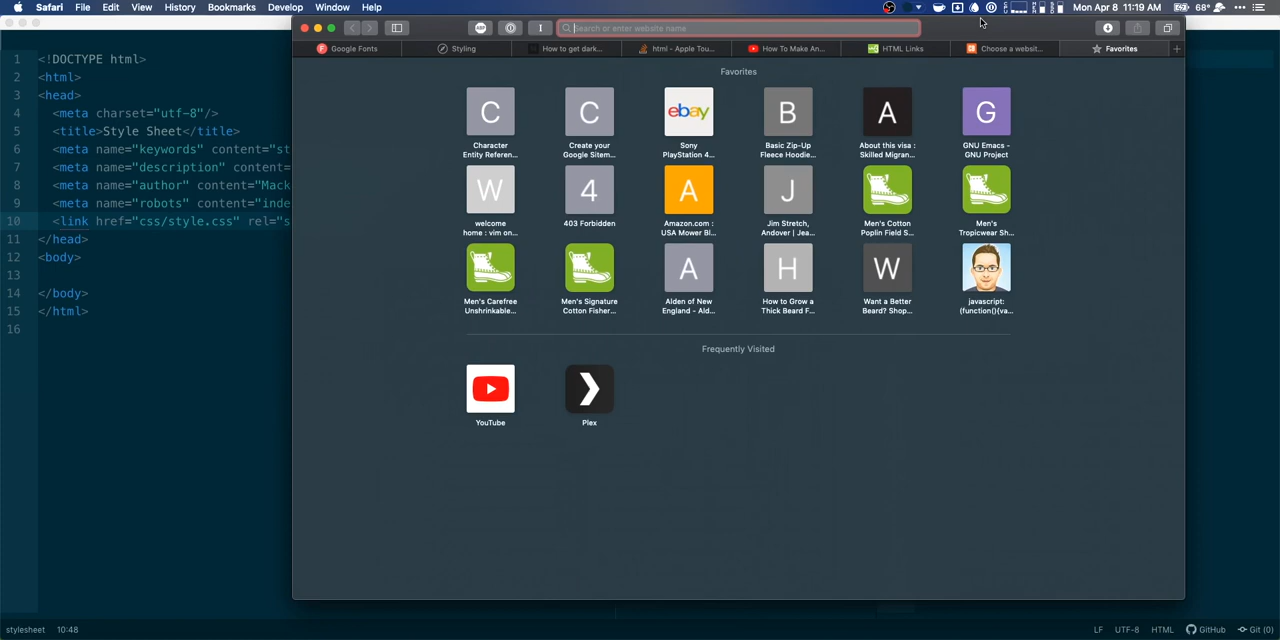 Safari File Edit View History Bookmarks Develop Window Help
Mon Apr 8 11:19 AM 68°
Search or enter website name
Google Fonts
Styling
How to get dark...
html - Apple Tou...
How To Make An...
HTML Links
Choose a websit...
Favorites
1 <!DOCTYPE html>
2 <html>
3 <head>
4 <meta charset="utf-8"/>
5 <title>Style Sheet</title>
6 <meta name="keywords" content="st
7 <meta name="description" content=
8 <meta name="author" content="Mack
9 <meta name="robots" content="inde
10 <link href="css/style.css" rel="s
11 </head>
12 <body>
13
14 </body>
15 </html>
16
Favorites
C
Character
Entity Referen...
C
Create your
Google Sitem...
ebay
Sony
PlayStation 4...
B
Basic Zip-Up
Fleece Hoodie...
A
About this visa :
Skilled Migran...
G
GNU Emacs -
GNU Project
W
welcome
home : vim on...
4
403 Forbidden
A
Amazon.com :
USA Mower Bl...
J
Jim Stretch,
Andover | Jea...
Men's Cotton
Poplin Field S...
Men's
Tropicwear Sh...
Men's Carefree
Unshrinkable...
Men's Signature
Cotton Fisher...
A
Alden of New
England - Ald...
H
How to Grow a
Thick Beard F...
W
Want a Better
Beard? Shop...
javascript:
(function(){va...
Frequently Visited
YouTube
Plex
stylesheet 10:48
LF UTF-8 HTML GitHub Git (0)